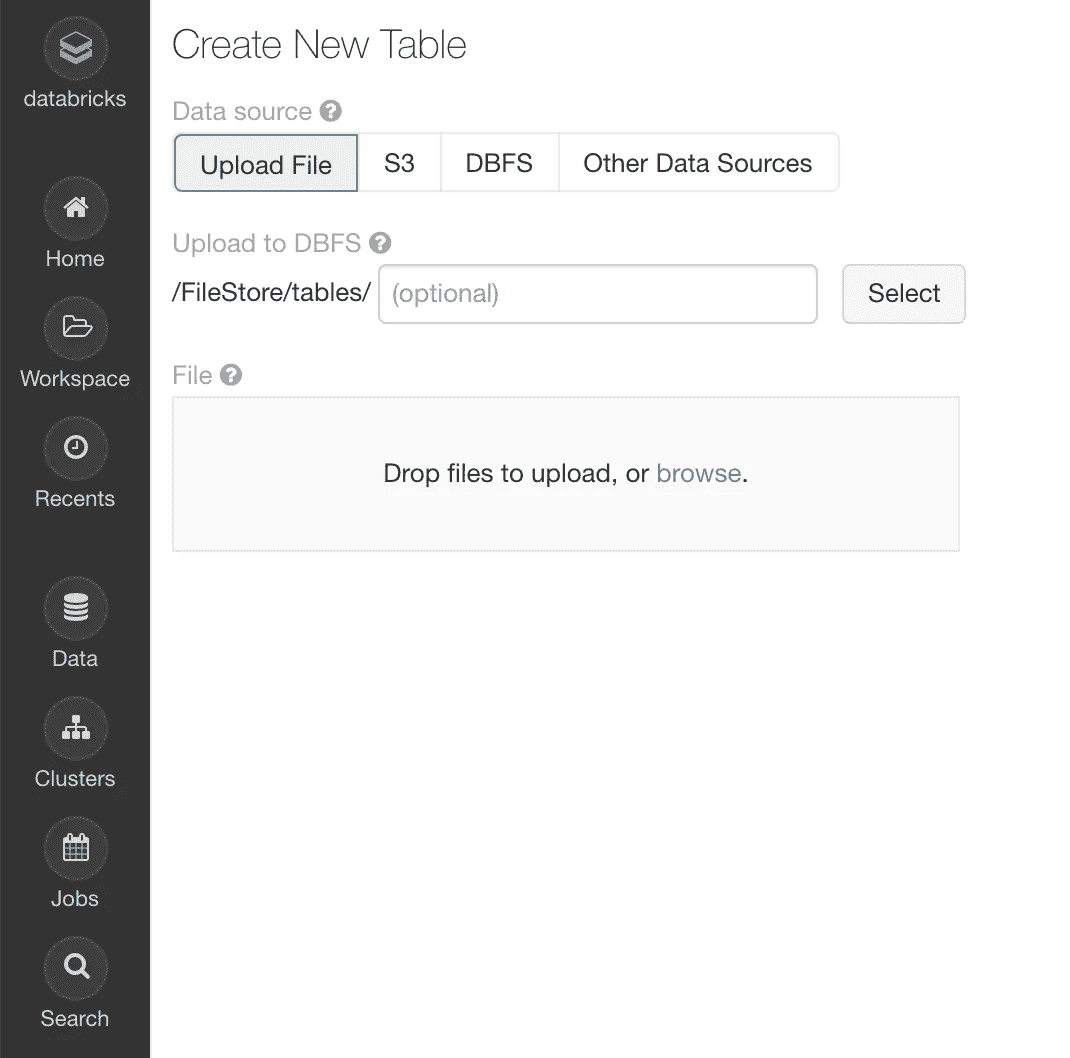 databricks
Home
Workspace
Recents
Data
Clusters
Jobs
Search
Create New Table
Data source ?
Upload File S3 DBFS Other Data Sources
Upload to DBFS ?
/FileStore/tables/ (optional) Select
File ?
Drop files to upload, or browse.